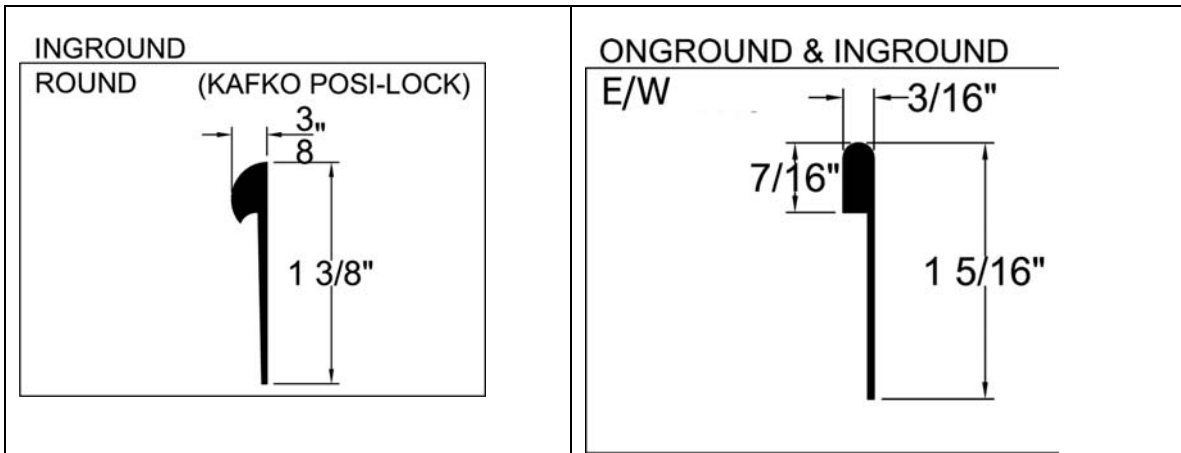 INGROUND
ROUND (KAFKO POSI-LOCK)
3"
8
1 3/8"
ONGROUND & INGROUND
E/W
3/16"
7/16"
1 5/16"